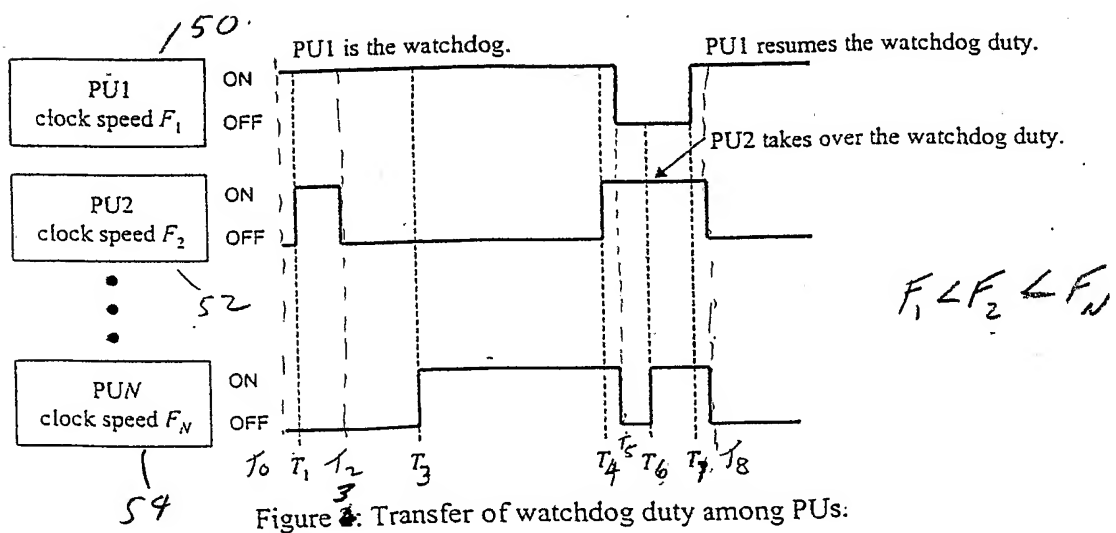 150.
PU1 is the watchdog.
PU1 resumes the watchdog duty.
PU1
clock speed F1
ON
OFF
PU2 takes over the watchdog duty.
PU2
clock speed F2
ON
OFF
52
F1 < F2 < FN
PUN
clock speed FN
ON
OFF
T0 T1 T2 T3 T4 T5 T6 T7 T8
54
3
Figure : Transfer of watchdog duty among PUs: